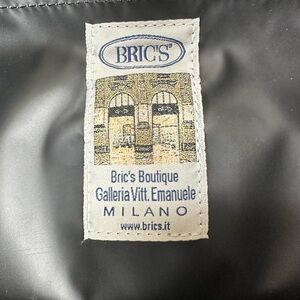 BRIC'S
Bric's Boutique
Galleria Vitt. Emanuele
MILANO
www.brics.it